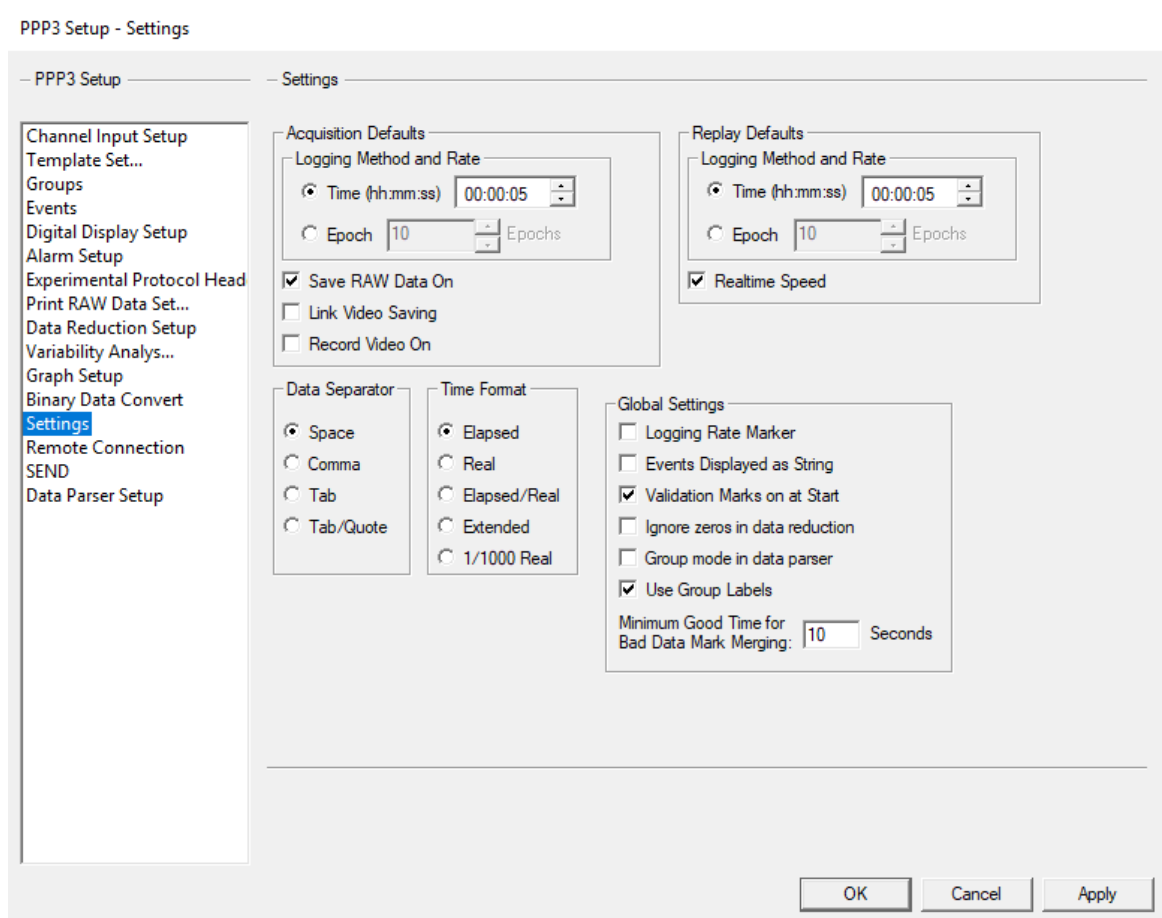 PPP3 Setup - Settings
PPP3 Setup
Channel Input Setup
Template Set...
Groups
Events
Digital Display Setup
Alarm Setup
Experimental Protocol Head
Print RAW Data Set...
Data Reduction Setup
Variability Analys...
Graph Setup
Binary Data Convert
Settings
Remote Connection
SEND
Data Parser Setup
Settings
Acquisition Defaults
Logging Method and Rate
Time (hh:mm:ss) 00:00:05
Epoch 10 Epochs
Save RAW Data On
Link Video Saving
Record Video On
Replay Defaults
Logging Method and Rate
Time (hh:mm:ss) 00:00:05
Epoch 10 Epochs
Realtime Speed
Data Separator
Space
Comma
Tab
Tab/Quote
Time Format
Elapsed
Real
Elapsed/Real
Extended
1/1000 Real
Global Settings
Logging Rate Marker
Events Displayed as String
Validation Marks on at Start
Ignore zeros in data reduction
Group mode in data parser
Use Group Labels
Minimum Good Time for
Bad Data Mark Merging: 10 Seconds
OK Cancel Apply